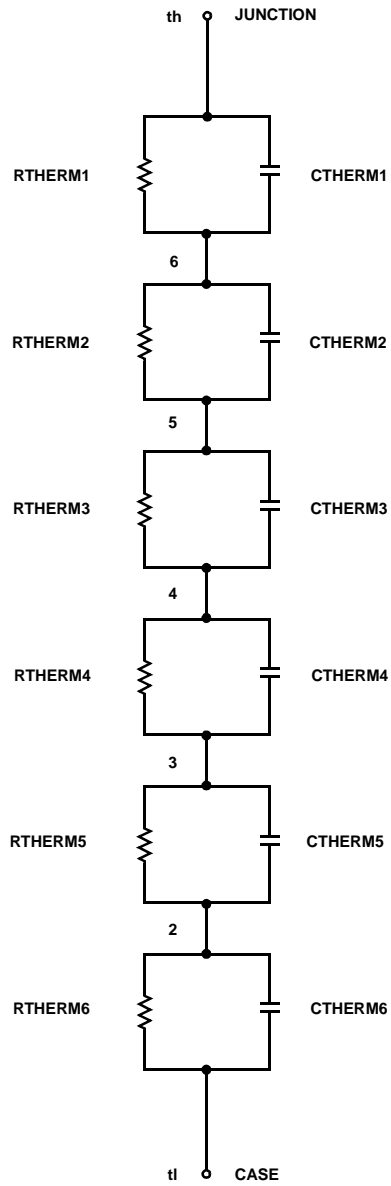 th JUNCTION
RTHERM1 CTHERM1
6
RTHERM2 CTHERM2
5
RTHERM3 CTHERM3
4
RTHERM4 CTHERM4
3
RTHERM5 CTHERM5
2
RTHERM6 CTHERM6
tl CASE